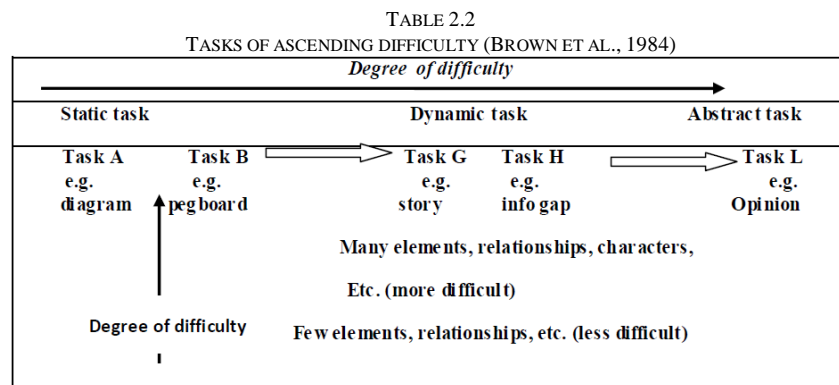 TABLE 2.2
TASKS OF ASCENDING DIFFICULTY (BROWN ET AL., 1984)
Degree of difficulty
Static task Dynamic task Abstract task
Task A Task B Task G Task H Task L
e.g. e.g. e.g. e.g. e.g.
diagram pegboard story info gap Opinion
Many elements, relationships, characters,
Etc. (more difficult)
Degree of difficulty
Few elements, relationships, etc. (less difficult)